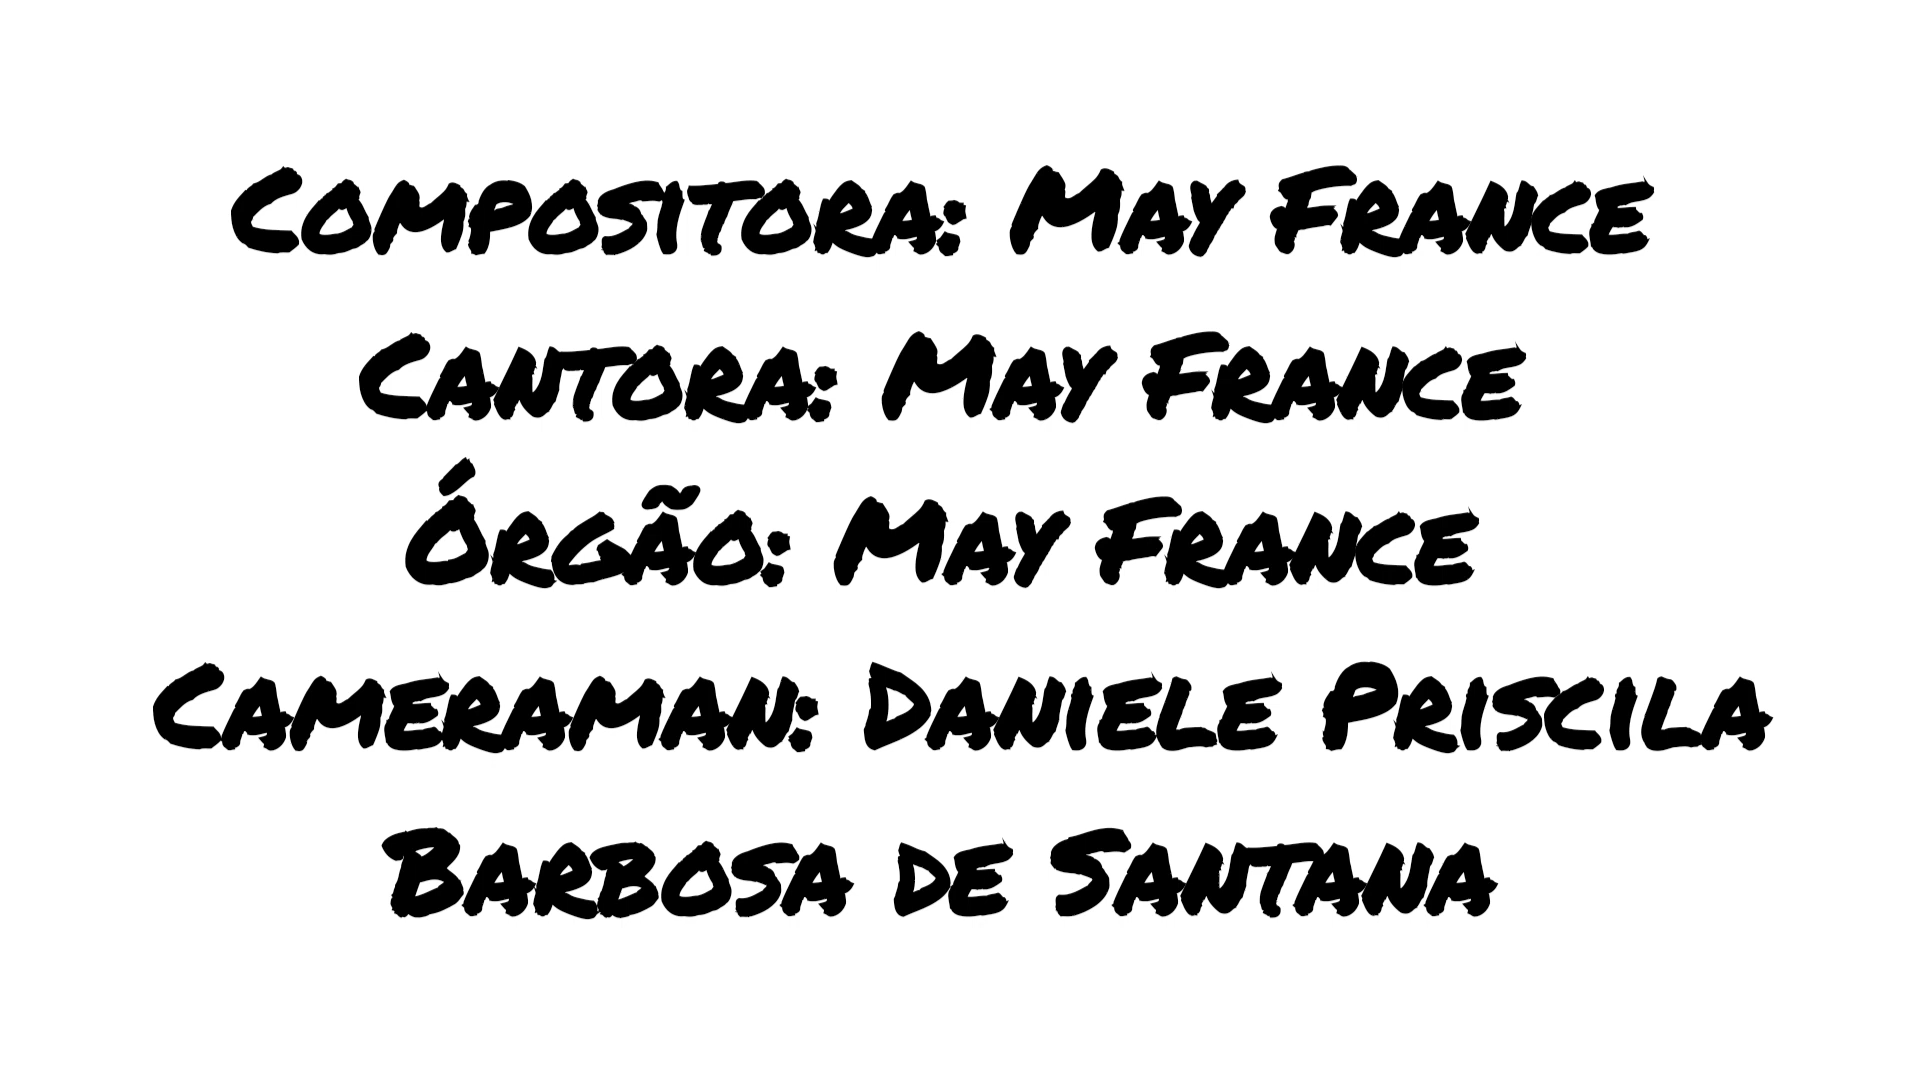 Compositora: May France
Cantora: May France
Órgão: May France
Cameraman: Daniele Priscila
Barbosa de Santana